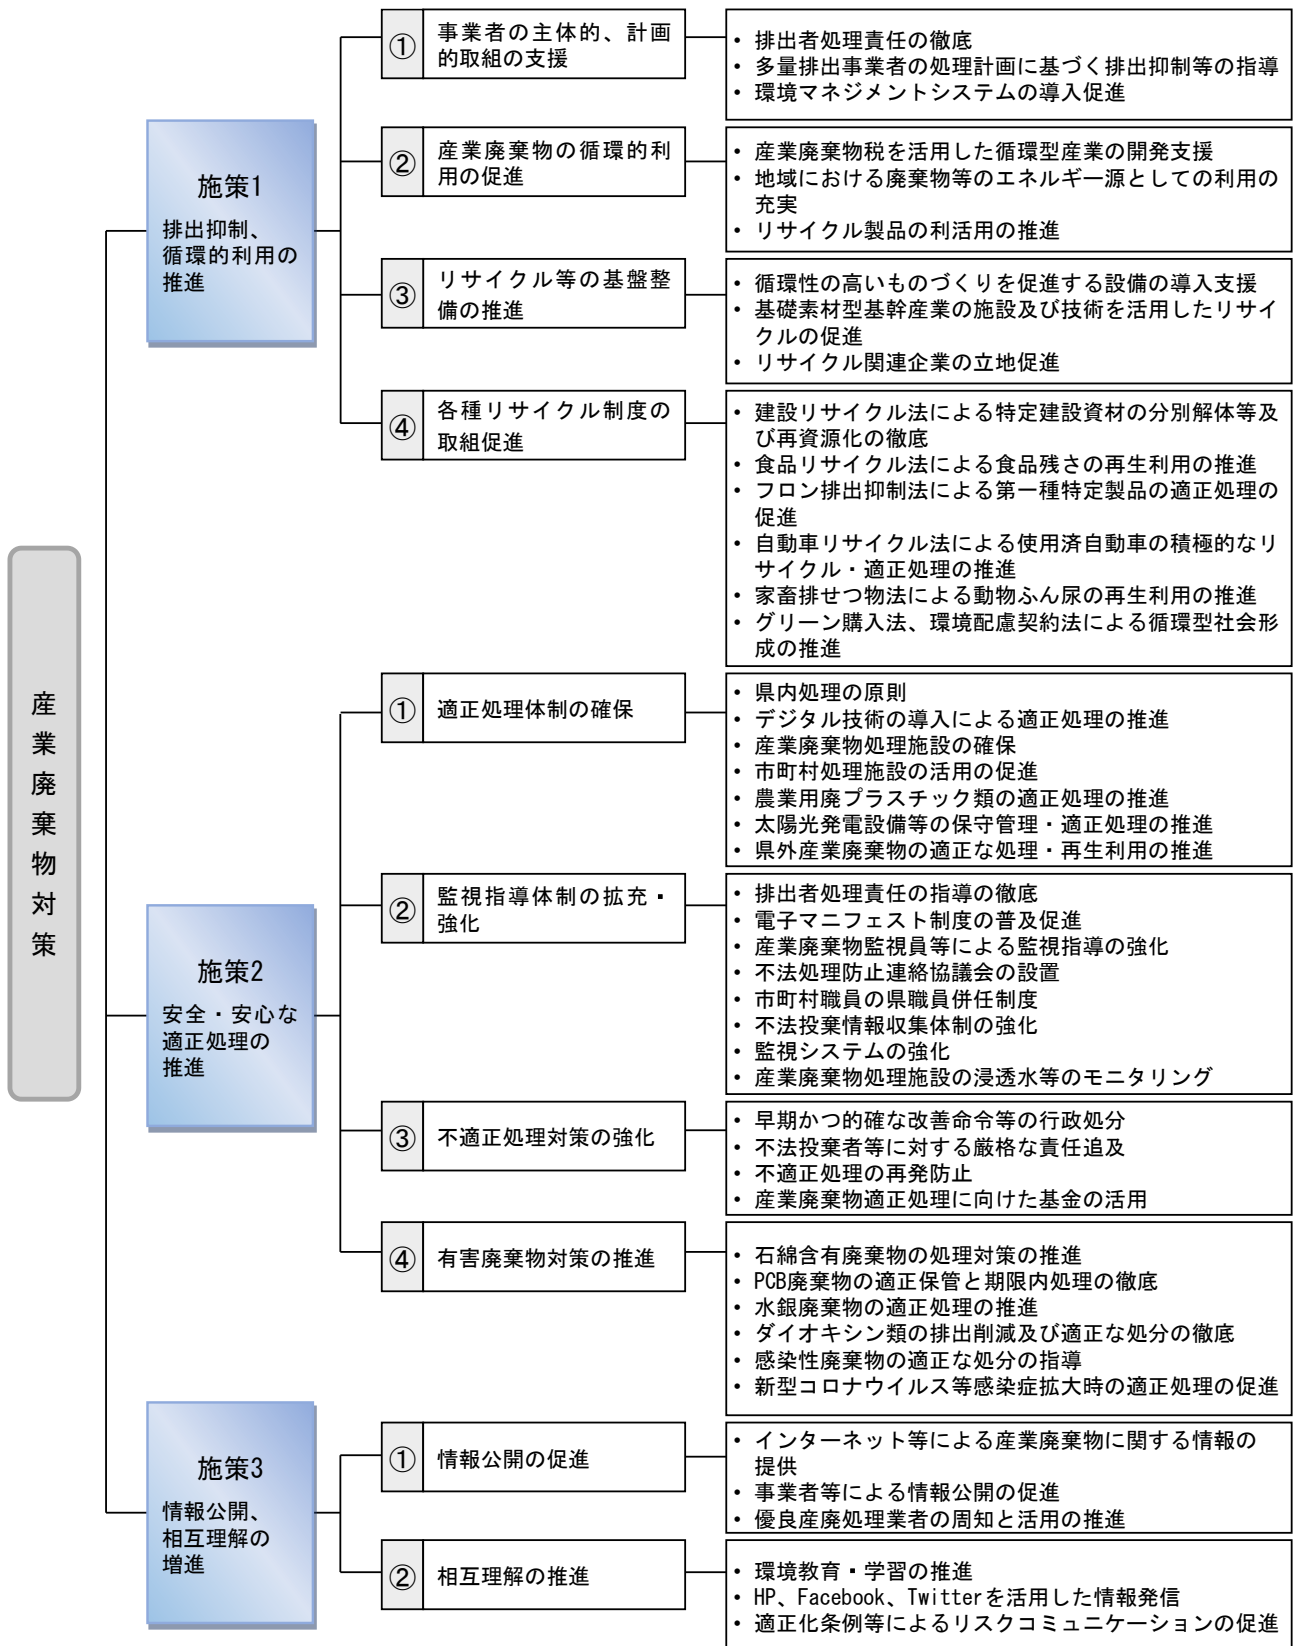 産業廃棄物対策
施策1
排出抑制、
循環的利用の
推進
①
事業者の主体的、計画
的取組の支援
• 排出者処理責任の徹底
• 多量排出事業者の処理計画に基づく排出抑制等の指導
• 環境マネジメントシステムの導入促進
②
産業廃棄物の循環的利
用の促進
• 産業廃棄物税を活用した循環型産業の開発支援
• 地域における廃棄物等のエネルギー源としての利用の
充実
• リサイクル製品の利活用の推進
③
リサイクル等の基盤整
備の推進
• 循環性の高いものづくりを促進する設備の導入支援
• 基礎素材型基幹産業の施設及び技術を活用したリサイ
クルの促進
• リサイクル関連企業の立地促進
④
各種リサイクル制度の
取組促進
• 建設リサイクル法による特定建設資材の分別解体等及
び再資源化の徹底
• 食品リサイクル法による食品残さの再生利用の推進
• フロン排出抑制法による第一種特定製品の適正処理の
促進
• 自動車リサイクル法による使用済自動車の積極的なリ
サイクル・適正処理の推進
• 家畜排せつ物法による動物ふん尿の再生利用の推進
• グリーン購入法、環境配慮契約法による循環型社会形
成の推進
施策2
安全・安心な
適正処理の
推進
①
適正処理体制の確保
• 県内処理の原則
• デジタル技術の導入による適正処理の推進
• 産業廃棄物処理施設の確保
• 市町村処理施設の活用の促進
• 農業用廃プラスチック類の適正処理の推進
• 太陽光発電設備等の保守管理・適正処理の推進
• 県外産業廃棄物の適正な処理・再生利用の推進
②
監視指導体制の拡充・
強化
• 排出者処理責任の指導の徹底
• 電子マニフェスト制度の普及促進
• 産業廃棄物監視員等による監視指導の強化
• 不法処理防止連絡協議会の設置
• 市町村職員の県職員併任制度
• 不法投棄情報収集体制の強化
• 監視システムの強化
• 産業廃棄物処理施設の浸透水等のモニタリング
③
不適正処理対策の強化
• 早期かつ的確な改善命令等の行政処分
• 不法投棄者等に対する厳格な責任追及
• 不適正処理の再発防止
• 産業廃棄物適正処理に向けた基金の活用
④
有害廃棄物対策の推進
• 石綿含有廃棄物の処理対策の推進
• PCB廃棄物の適正保管と期限内処理の徹底
• 水銀廃棄物の適正処理の推進
• ダイオキシン類の排出削減及び適正な処分の徹底
• 感染性廃棄物の適正な処分の指導
• 新型コロナウイルス等感染症拡大時の適正処理の促進
施策3
情報公開、
相互理解の
増進
①
情報公開の促進
• インターネット等による産業廃棄物に関する情報の
提供
• 事業者等による情報公開の促進
• 優良産廃処理業者の周知と活用の推進
②
相互理解の推進
• 環境教育・学習の推進
• HP、Facebook、Twitterを活用した情報発信
• 適正化条例等によるリスクコミュニケーションの促進